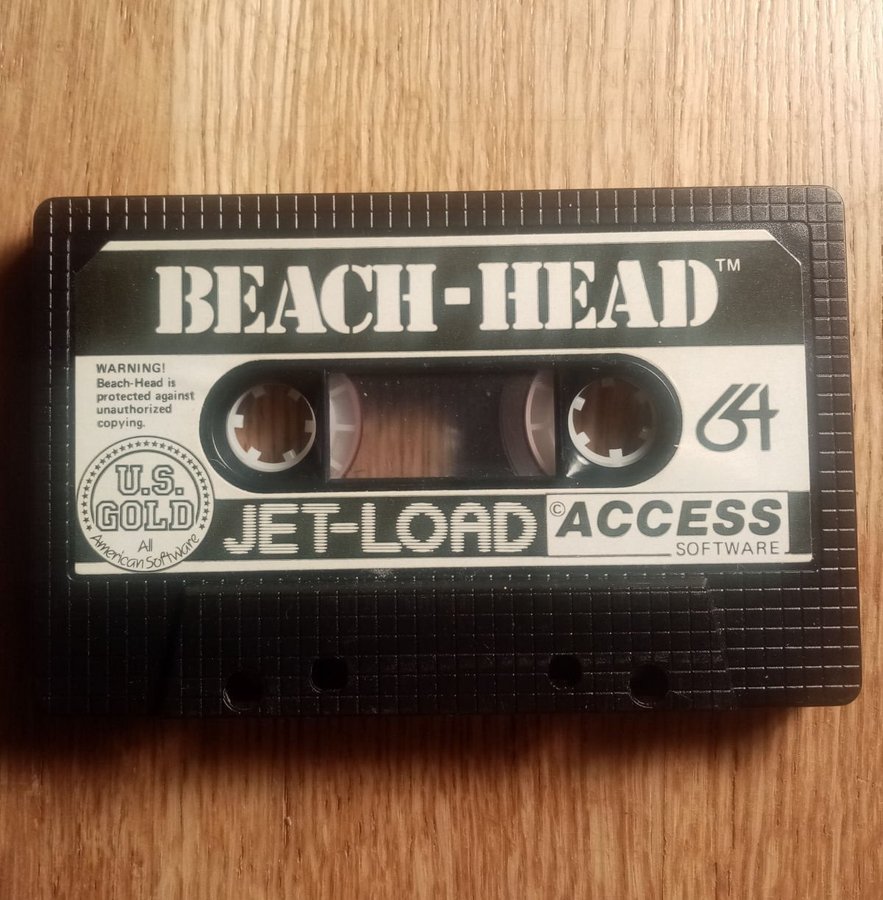 BEACH-HEAD™
WARNING!
Beach-Head is
protected against
unauthorized
copying.
64
U.S.
GOLD
All
American Software
JET-LOAD
©ACCESS
SOFTWARE